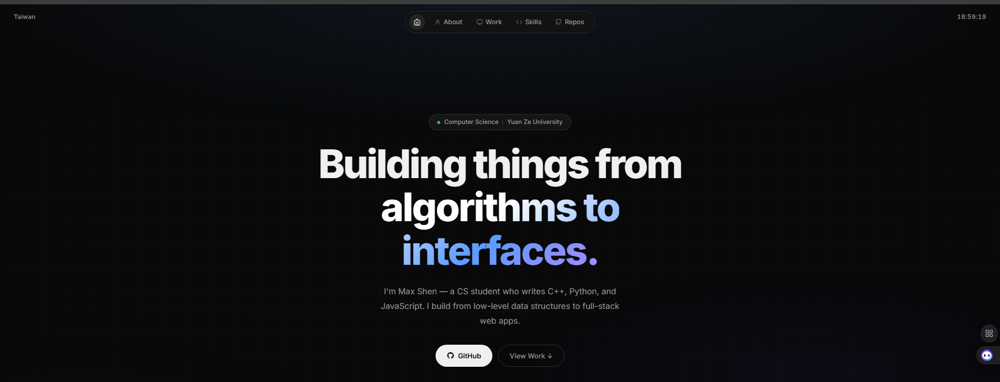 Taiwan
About
Work
Skills
Repos
18:59:19
Computer Science | Yuan Ze University
Building things from
algorithms to
interfaces.
I'm Max Shen — a CS student who writes C++, Python, and
JavaScript. I build from low-level data structures to full-stack
web apps.
GitHub
View Work ↓